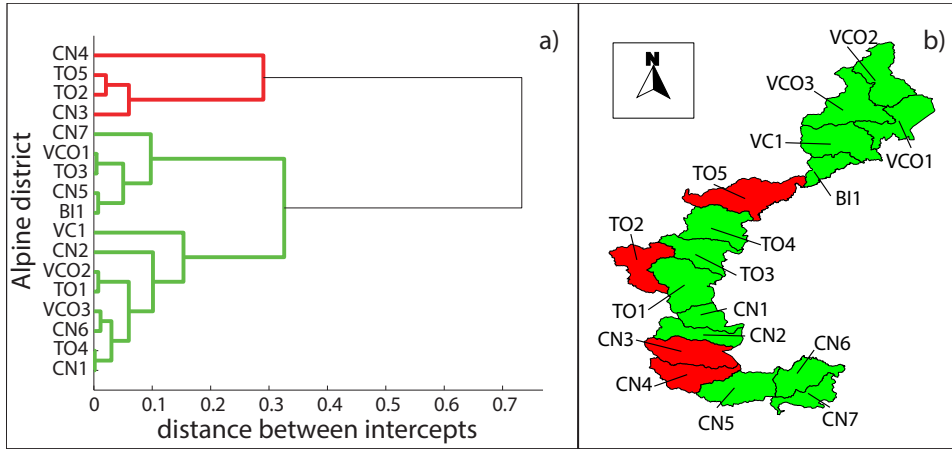 a)
Alpine district
CN4
TO5
TO2
CN3
CN7
VCO1
TO3
CN5
BI1
VC1
CN2
VCO2
TO1
VCO3
CN6
TO4
CN1
0 0.1 0.2 0.3 0.4 0.5 0.6 0.7
distance between intercepts
b)
N
VCO2
VCO3
VC1
VCO1
TO5
BI1
TO2
TO4
TO3
TO1
CN1
CN3
CN2
CN6
CN4
CN5
CN7